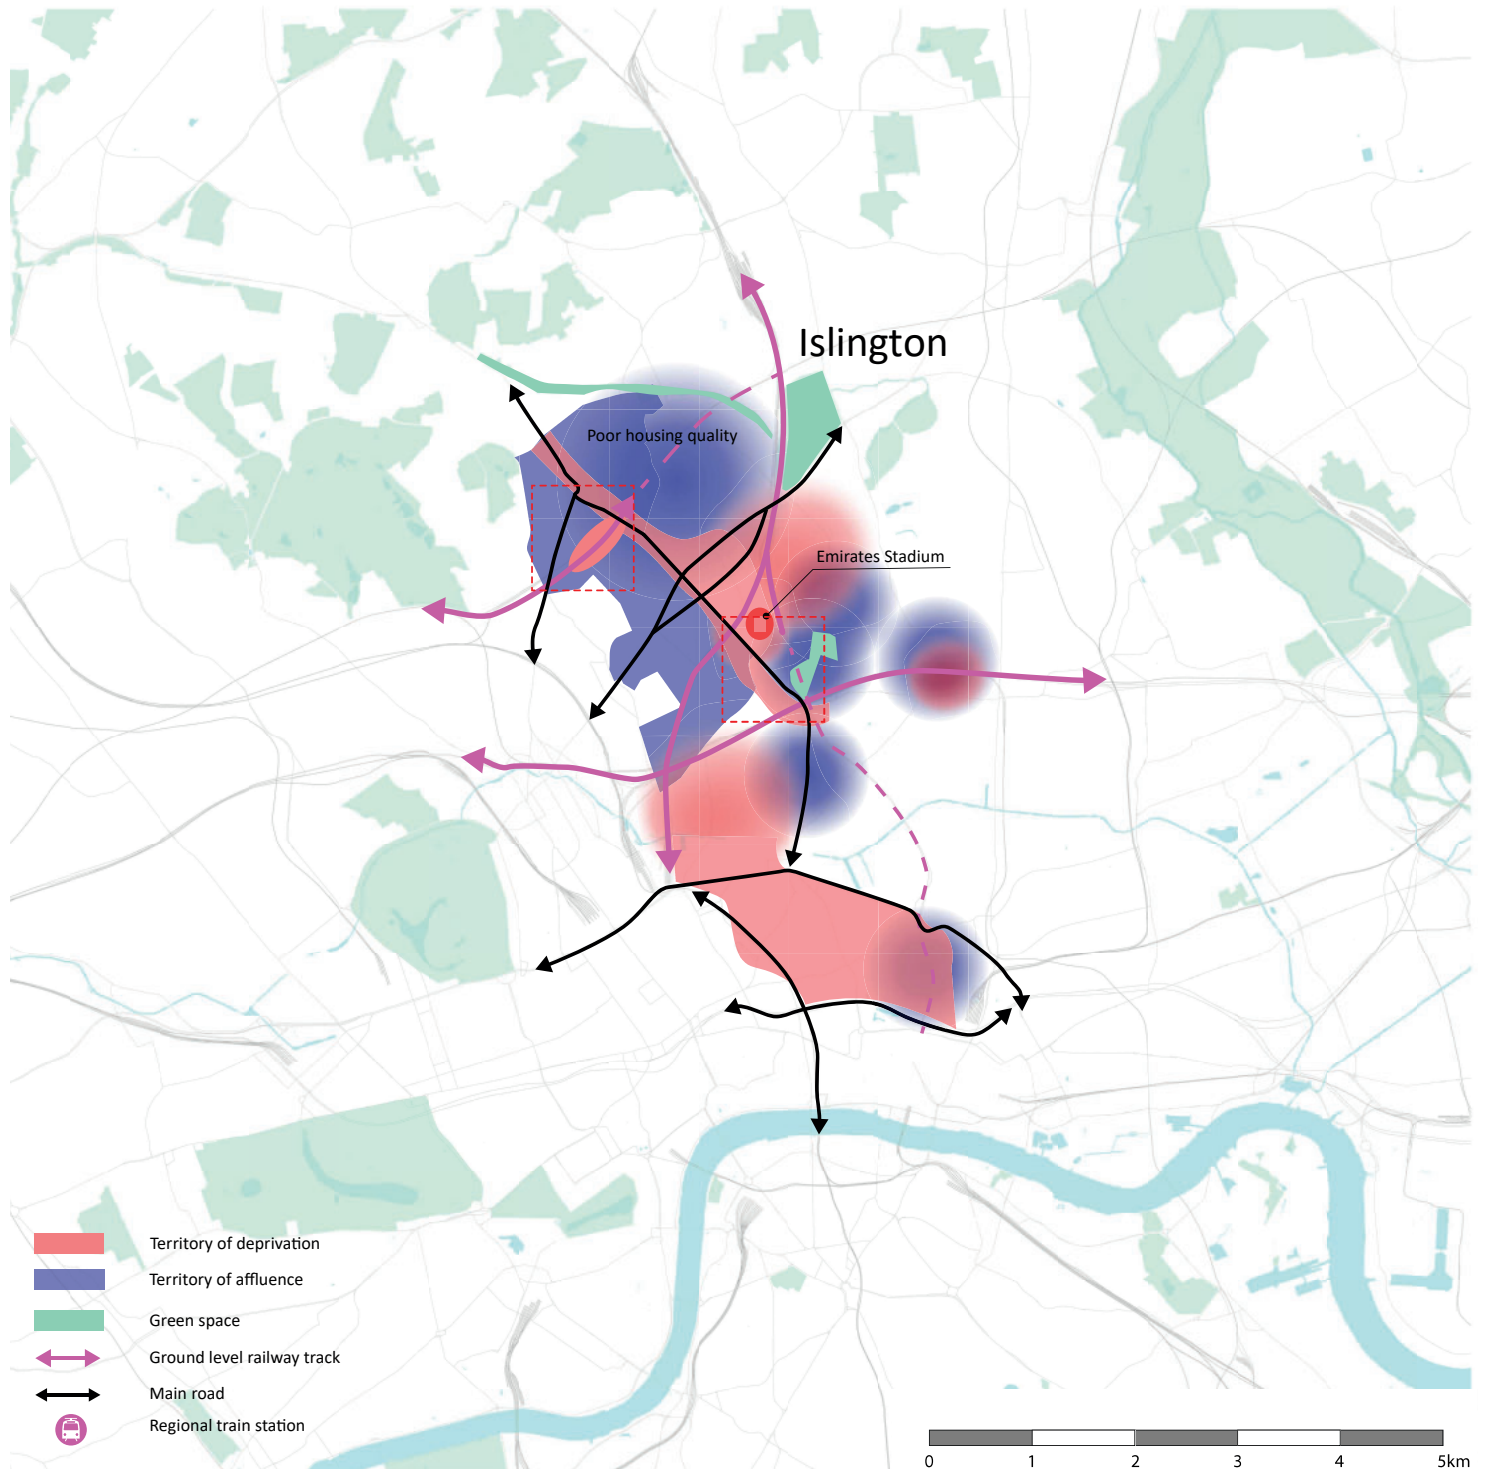 Islington
Poor housing quality
Emirates Stadium
Territory of deprivation
Territory of affluence
Green space
Ground level railway track
Main road
Regional train station
0 1 2 3 4 5km